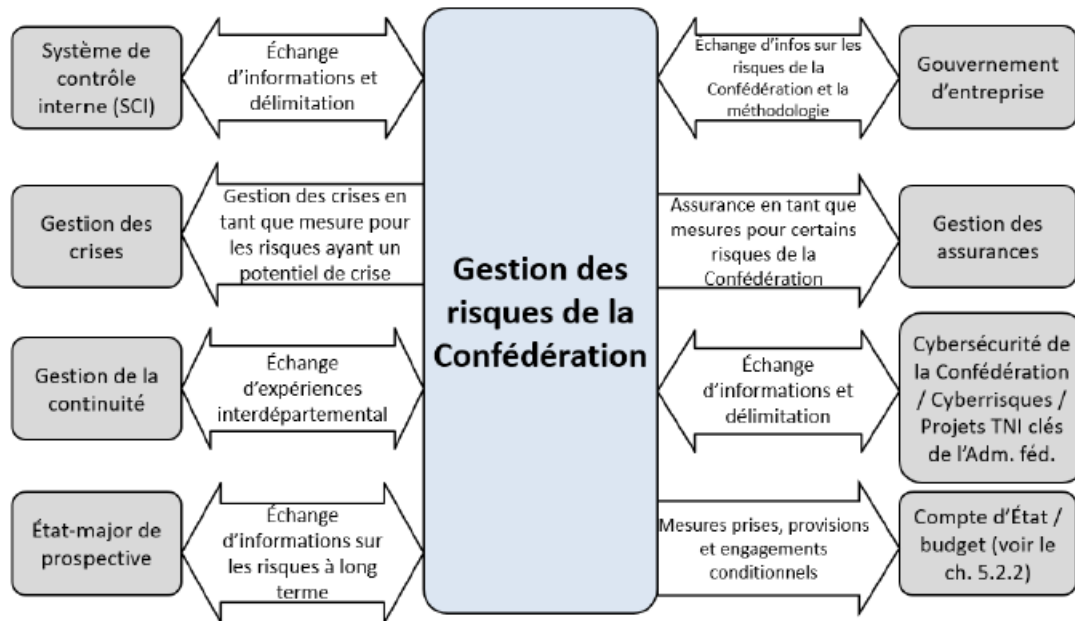 Système de
contrôle
interne (SCI)
Échange
d'informations et
délimitation
Échange d'infos sur les
risques de la
Confédération et la
méthodologie
Gouvernement
d'entreprise
Gestion des
crises
Gestion des crises en
tant que mesure pour
les risques ayant un
potentiel de crise
Gestion des
risques de la
Confédération
Assurance en tant que
mesures pour certains
risques de la
Confédération
Gestion des
assurances
Gestion de la
continuité
Échange
d'expériences
interdépartemental
Échange
d'informations et
délimitation
Cybersécurité de
la Confédération
/ Cyberrisques /
Projets TNI clés
de l'Adm. féd.
État-major de
prospective
Échange
d'informations sur
les risques à long
terme
Mesures prises, provisions
et engagements
conditionnels
Compte d'État /
budget (voir le
ch. 5.2.2)